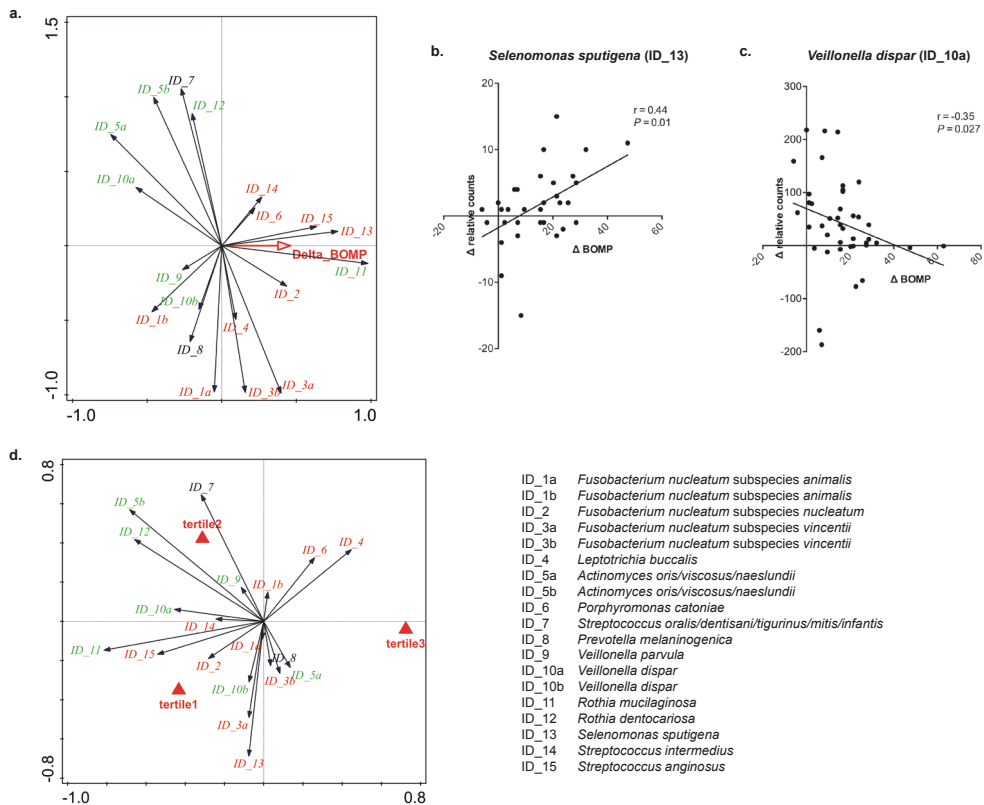 a.
1.5
-1.0
-1.0
1.0
ID_7
ID_5b
ID_12
ID_5a
ID_10a
ID_14
ID_6
ID_15
ID_13
Delta_BOMP
ID_11
ID_9
ID_2
ID_10b
ID_1b
ID_4
ID_8
ID_1a
ID_3b
ID_3a
b.
Selenomonas sputigena (ID_13)
20
10
-10
-20
-20
20
40
60
r = 0.44
P = 0.01
Δ relative counts
Δ BOMP
c.
Veillonella dispar (ID_10a)
300
200
100
0
-100
-200
-20
20
40
60
80
r = -0.35
P = 0.027
Δ relative counts
Δ BOMP
d.
0.8
-0.8
-1.0
0.8
ID_7
ID_5b
tertile2
ID_12
ID_6
ID_4
ID_9
ID_1b
ID_10a
ID_14
tertile3
ID_11
ID_15
ID_2
ID_8
ID_5a
ID_3b
ID_10b
tertile1
ID_3a
ID_13
ID_1a Fusobacterium nucleatum subspecies animalis
ID_1b Fusobacterium nucleatum subspecies animalis
ID_2 Fusobacterium nucleatum subspecies nucleatum
ID_3a Fusobacterium nucleatum subspecies vincentii
ID_3b Fusobacterium nucleatum subspecies vincentii
ID_4 Leptotrichia buccalis
ID_5a Actinomyces oris/viscosus/naeslundii
ID_5b Actinomyces oris/viscosus/naeslundii
ID_6 Porphyromonas catoniae
ID_7 Streptococcus oralis/dentisani/tigurinus/mitis/infantis
ID_8 Prevotella melaninogenica
ID_9 Veillonella parvula
ID_10a Veillonella dispar
ID_10b Veillonella dispar
ID_11 Rothia mucilaginosa
ID_12 Rothia dentocariosa
ID_13 Selenomonas sputigena
ID_14 Streptococcus intermedius
ID_15 Streptococcus anginosus